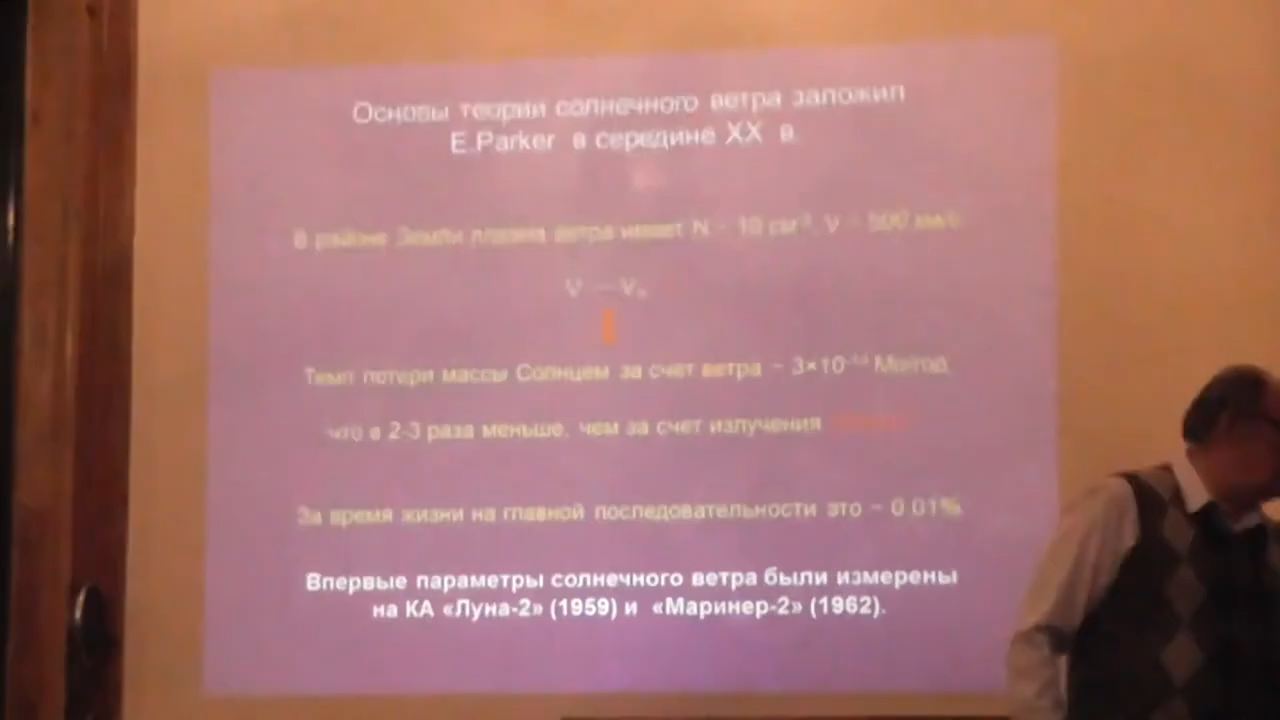 Основы теории солнечного ветра заложил
E.Parker в середине XX в.
В районе Земли плазма ветра имеет N ~ 10 см⁻³, V ~ 500 км/с
V
Темп потери массы Солнцем за счет ветра ~ 3×10⁻¹⁴
что в 2-3 раза меньше, чем за счет излучения
За время жизни на главной последовательности это ~ 0.01%
Впервые параметры солнечного ветра были измерены
на КА «Луна-2» (1959) и «Маринер-2» (1962).